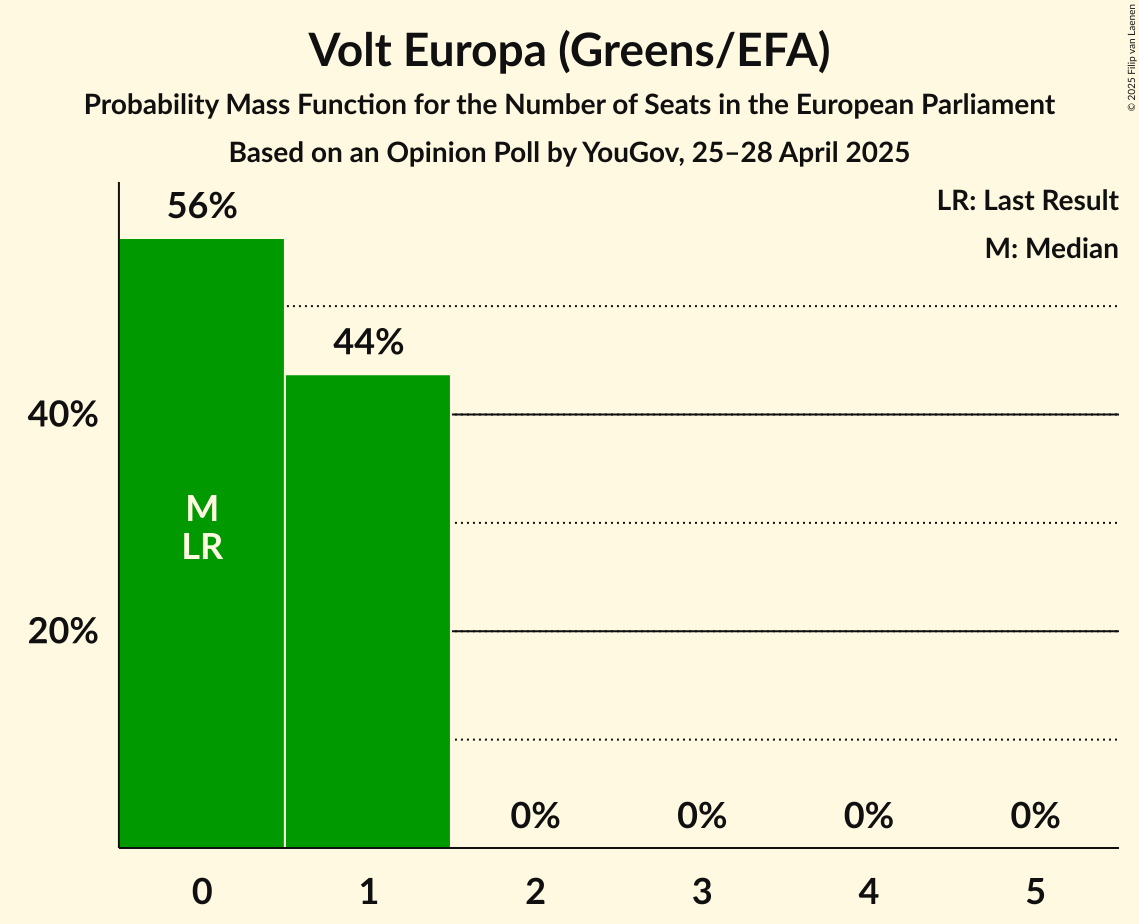 Volt Europa (Greens/EFA)
Probability Mass Function for the Number of Seats in the European Parliament
Based on an Opinion Poll by YouGov, 25–28 April 2025
© 2025 Filip van Laenen
LR: Last Result
M: Median
56%
44%
40%
20%
M
LR
0% 0% 0% 0%
0 1 2 3 4 5